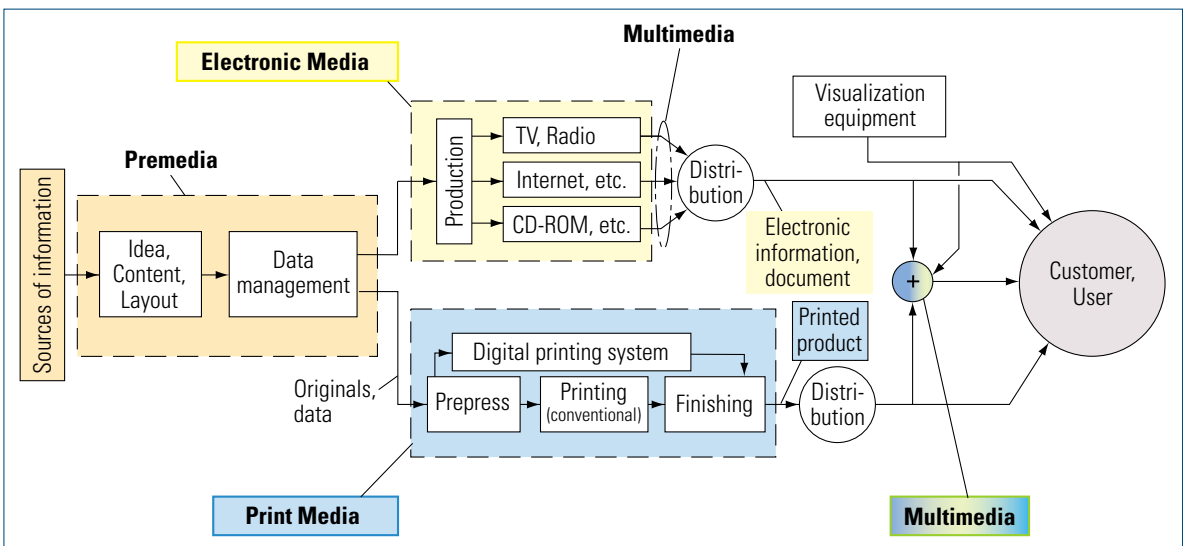 Multimedia
Electronic Media
Visualization
equipment
TV, Radio
Internet, etc.
CD-ROM, etc.
Production
Distri-
bution
Premedia
Sources of information
Idea,
Content,
Layout
Data
management
Electronic
information,
document
+
Customer,
User
Printed
product
Digital printing system
Originals,
data
Prepress
Printing
(conventional)
Finishing
Distri-
bution
Print Media
Multimedia